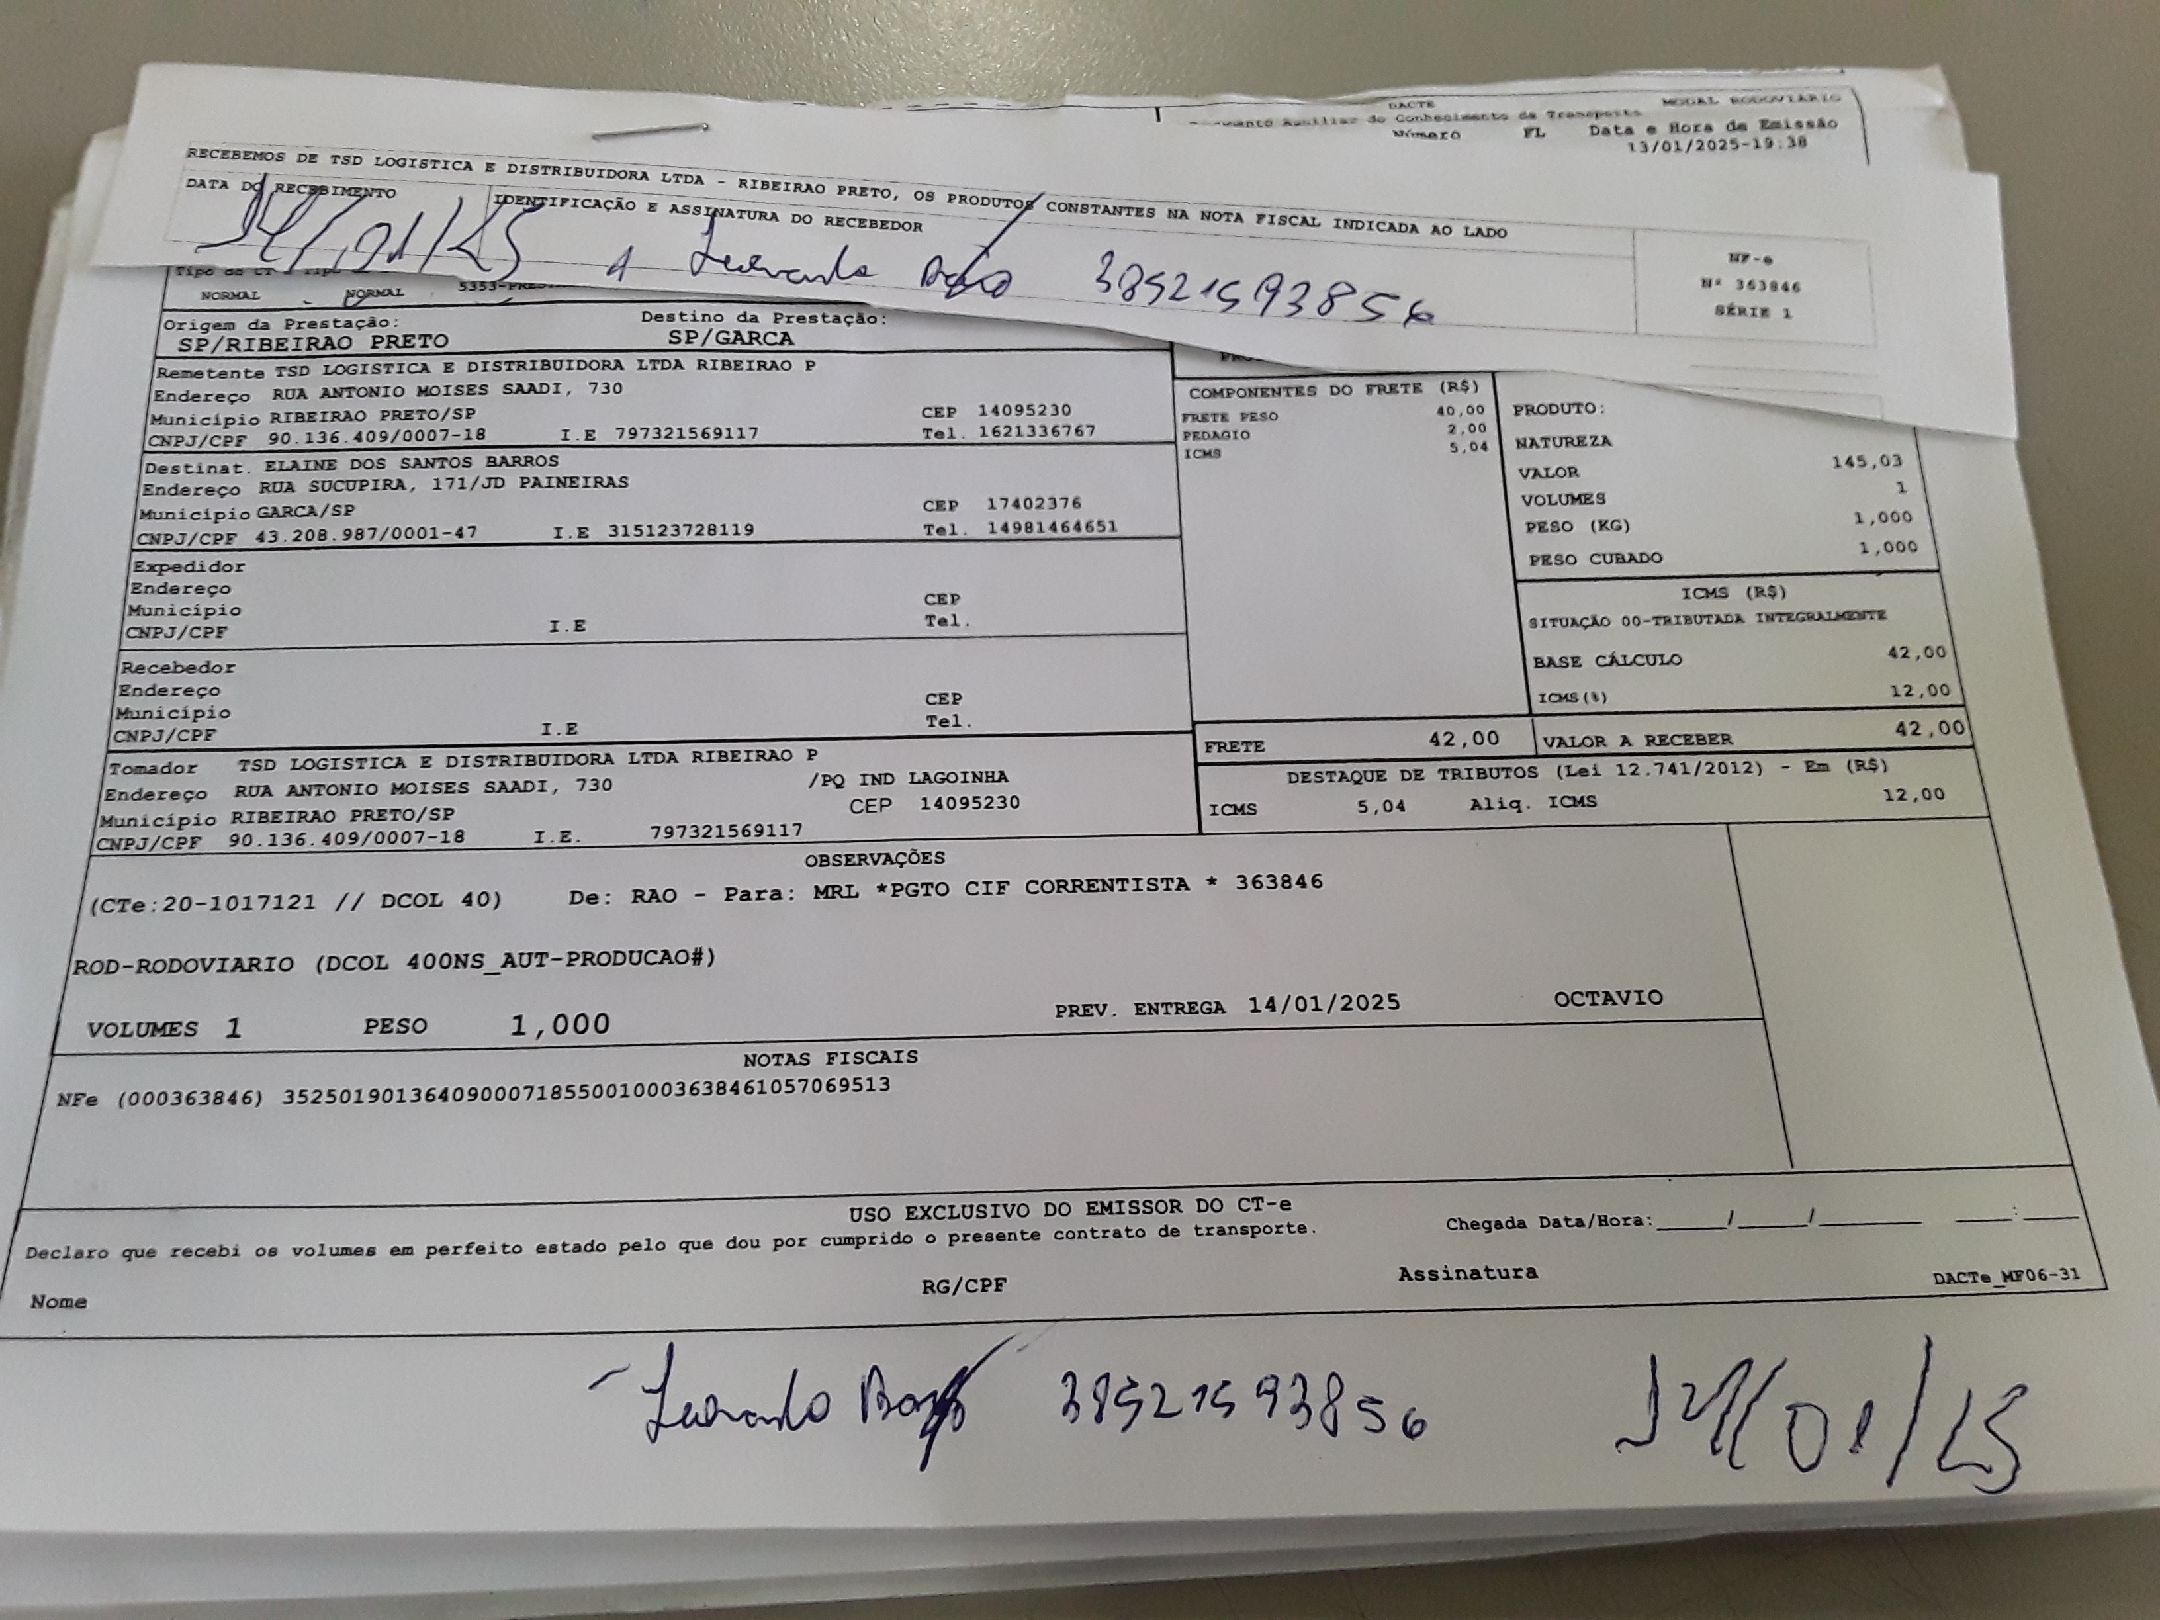 DACTE MODAL RODOVIÁRIO
Auxiliar do Conhecimento de Transporte
Número FL Data e Hora de Emissão
13/01/2025-19:38
RECEBEMOS DE TSD LOGISTICA E DISTRIBUIDORA LTDA - RIBEIRAO PRETO, OS PRODUTOS CONSTANTES NA NOTA FISCAL INDICADA AO LADO
DATA DO RECEBIMENTO IDENTIFICAÇÃO E ASSINATURA DO RECEBEDOR
14/01/25 38521593856
NF-e
Nº 363846
SÉRIE 1
NORMAL NORMAL
Origem da Prestação: Destino da Prestação:
SP/RIBEIRAO PRETO SP/GARCA
Remetente TSD LOGISTICA E DISTRIBUIDORA LTDA RIBEIRAO P
Endereço RUA ANTONIO MOISES SAADI, 730
Município RIBEIRAO PRETO/SP CEP 14095230
CNPJ/CPF 90.136.409/0007-18 I.E 797321569117 Tel. 1621336767
Destinat. ELAINE DOS SANTOS BARROS
Endereço RUA SUCUPIRA, 171/JD PAINEIRAS
Município GARCA/SP CEP 17402376
CNPJ/CPF 43.208.987/0001-47 I.E 315123728119 Tel. 14981464651
Expedidor
Endereço
Município CEP
CNPJ/CPF I.E Tel.
Recebedor
Endereço
Município CEP
CNPJ/CPF I.E Tel.
Tomador TSD LOGISTICA E DISTRIBUIDORA LTDA RIBEIRAO P
Endereço RUA ANTONIO MOISES SAADI, 730 /PQ IND LAGOINHA
Município RIBEIRAO PRETO/SP CEP 14095230
CNPJ/CPF 90.136.409/0007-18 I.E. 797321569117
COMPONENTES DO FRETE (R$)
FRETE PESO 40,00
PEDAGIO 2,00
ICMS 5,04
PRODUTO:
NATUREZA
VALOR 145,03
VOLUMES 1
PESO (KG) 1,000
PESO CUBADO 1,000
ICMS (R$)
SITUAÇÃO 00-TRIBUTADA INTEGRALMENTE
BASE CÁLCULO 42,00
ICMS(%) 12,00
FRETE 42,00 VALOR A RECEBER 42,00
DESTAQUE DE TRIBUTOS (Lei 12.741/2012) - Em (R$)
ICMS 5,04 Aliq. ICMS 12,00
OBSERVAÇÕES
(CTe:20-1017121 // DCOL 40) De: RAO - Para: MRL *PGTO CIF CORRENTISTA * 363846
ROD-RODOVIARIO (DCOL 400NS_AUT-PRODUCAO#)
VOLUMES 1 PESO 1,000 PREV. ENTREGA 14/01/2025 OCTAVIO
NOTAS FISCAIS
NFe (000363846) 35250190136409000718550010003638461057069513
USO EXCLUSIVO DO EMISSOR DO CT-e
Declaro que recebi os volumes em perfeito estado pelo que dou por cumprido o presente contrato de transporte. Chegada Data/Hora:_____/_____/________ ____:____
Nome RG/CPF Assinatura DACTe_MF06-31
38521593856 14/01/25